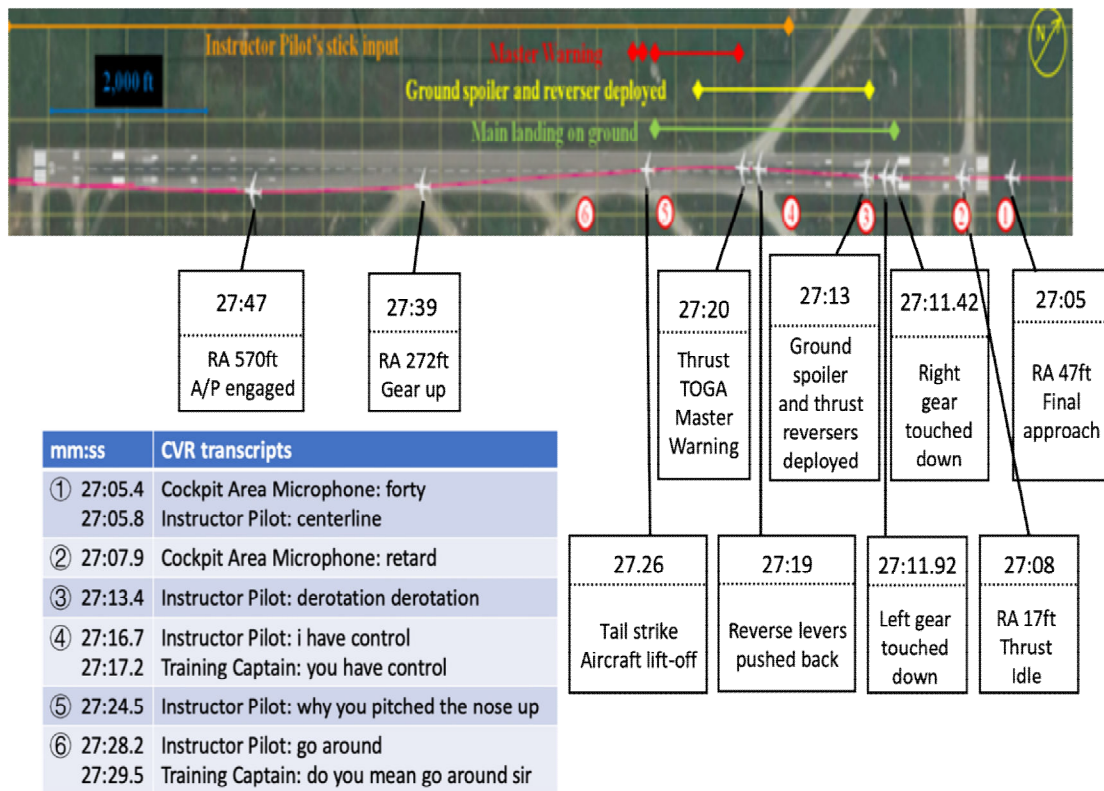 Instructor Pilot's stick input
Master Warning
N
2,000 ft
Ground spoiler and reverser deployed
Main landing on ground
⑥ ⑤ ④ ③ ② ①
27:47
RA 570ft
A/P engaged
27:39
RA 272ft
Gear up
27:20
Thrust
TOGA
Master
Warning
27:13
Ground
spoiler
and thrust
reversers
deployed
27:11.42
Right
gear
touched
down
27:05
RA 47ft
Final
approach
27.26
Tail strike
Aircraft lift-off
27:19
Reverse levers
pushed back
27:11.92
Left gear
touched
down
27:08
RA 17ft
Thrust
Idle
mm:ss CVR transcripts
① 27:05.4 Cockpit Area Microphone: forty
27:05.8 Instructor Pilot: centerline
② 27:07.9 Cockpit Area Microphone: retard
③ 27:13.4 Instructor Pilot: derotation derotation
④ 27:16.7 Instructor Pilot: i have control
27:17.2 Training Captain: you have control
⑤ 27:24.5 Instructor Pilot: why you pitched the nose up
⑥ 27:28.2 Instructor Pilot: go around
27:29.5 Training Captain: do you mean go around sir